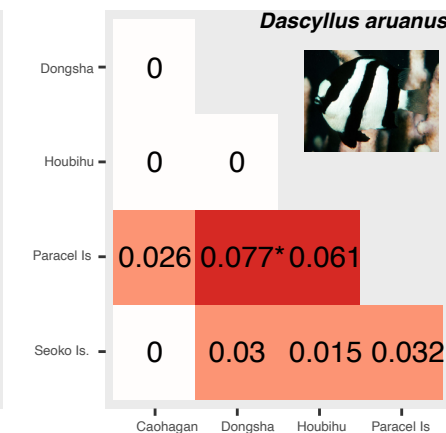 Dascyllus aruanus
Dongsha 0
Houbihu 0 0
Paracel Is 0.026 0.077* 0.061
Seoko Is. 0 0.03 0.015 0.032
Caohagan Dongsha Houbihu Paracel Is